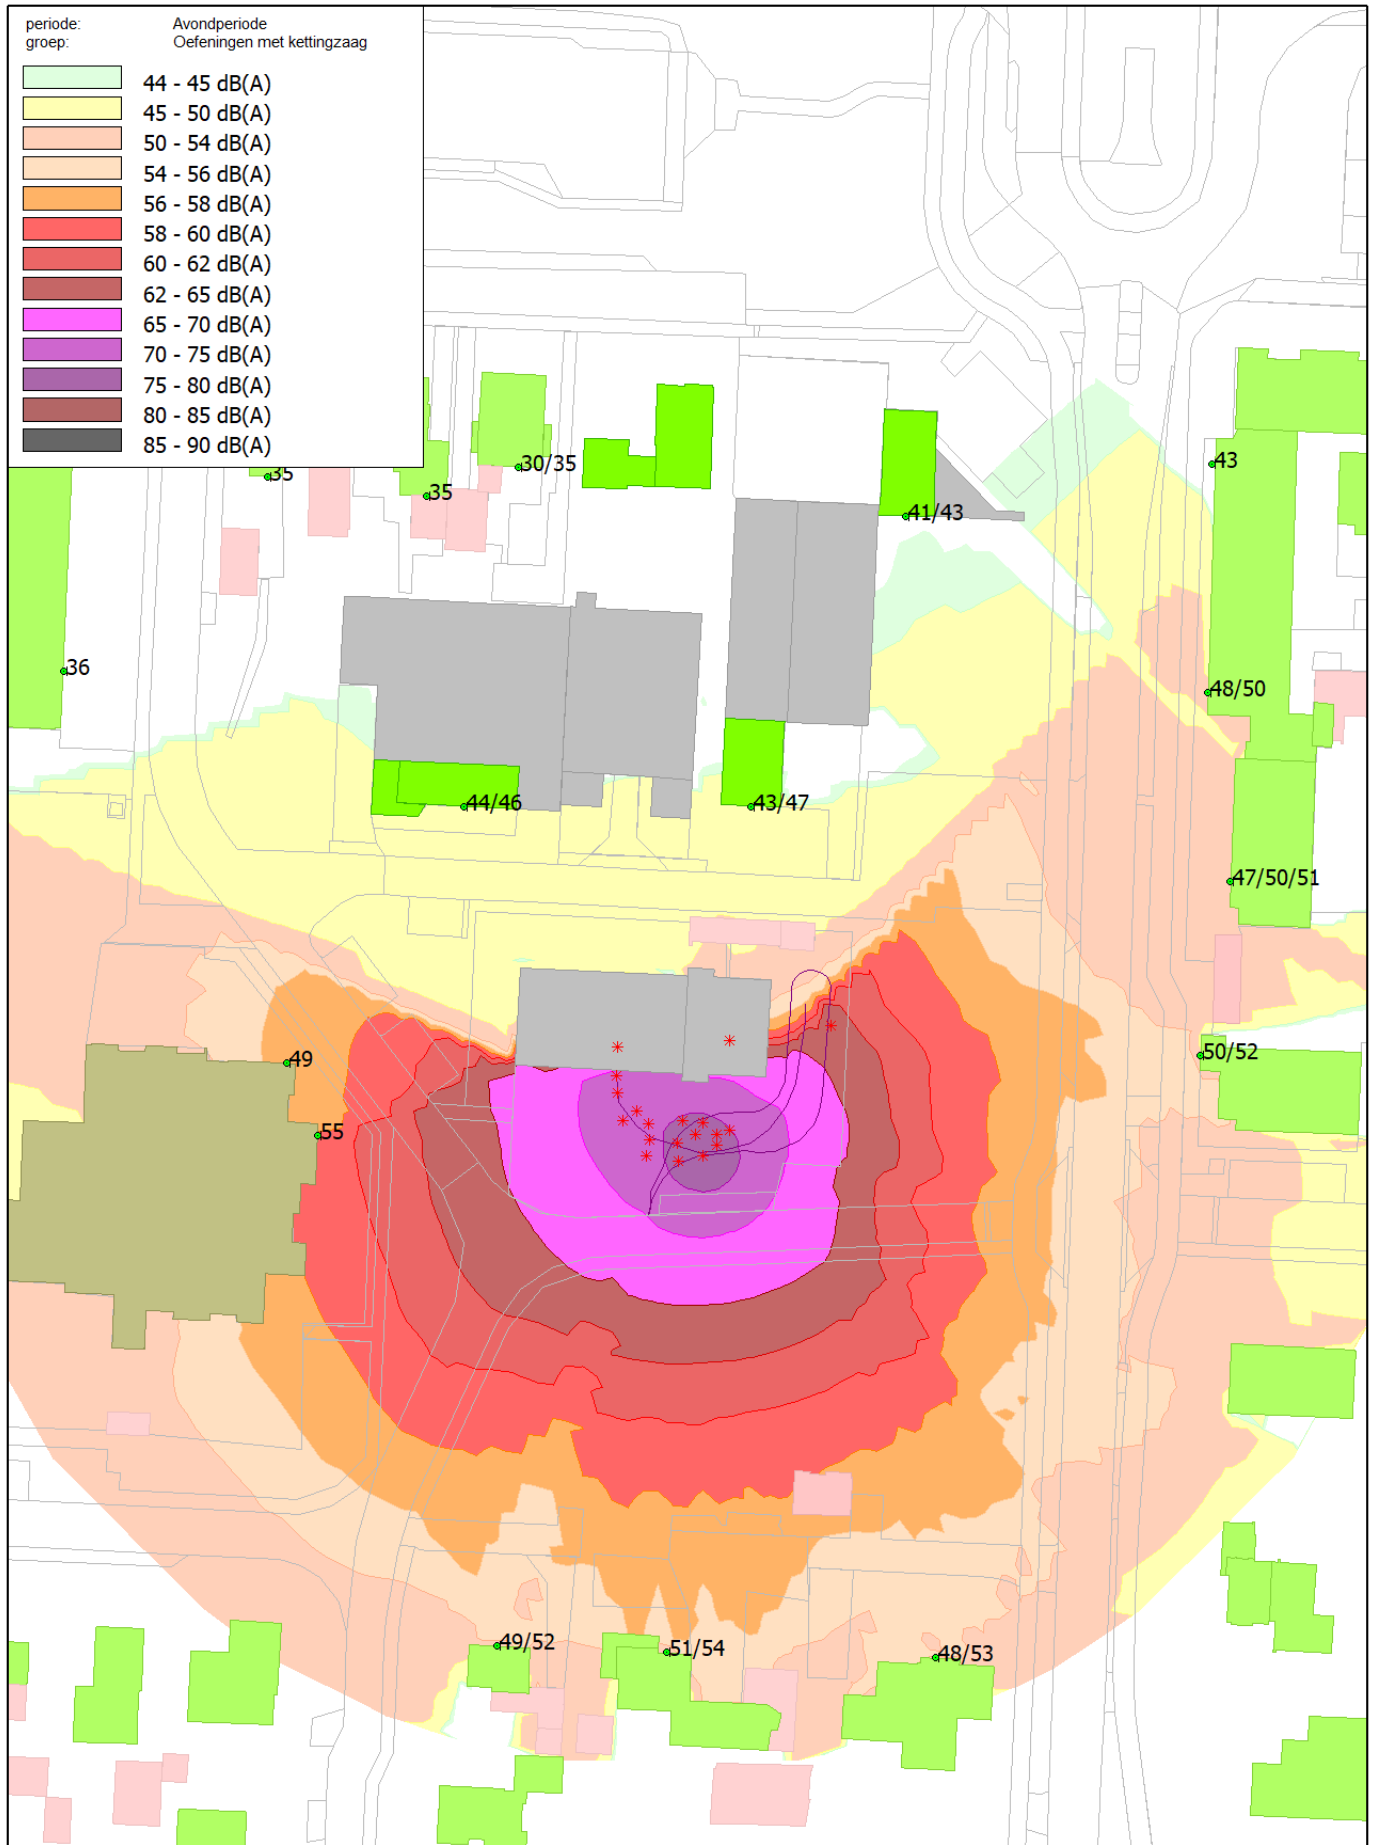 periode: Avondperiode
groep: Oefeningen met kettingzaag
44 - 45 dB(A)
45 - 50 dB(A)
50 - 54 dB(A)
54 - 56 dB(A)
56 - 58 dB(A)
58 - 60 dB(A)
60 - 62 dB(A)
62 - 65 dB(A)
65 - 70 dB(A)
70 - 75 dB(A)
75 - 80 dB(A)
80 - 85 dB(A)
85 - 90 dB(A)
35
35
30/35
41/43
43
36
48/50
44/46
43/47
47/50/51
49
50/52
55
49/52
51/54
48/53